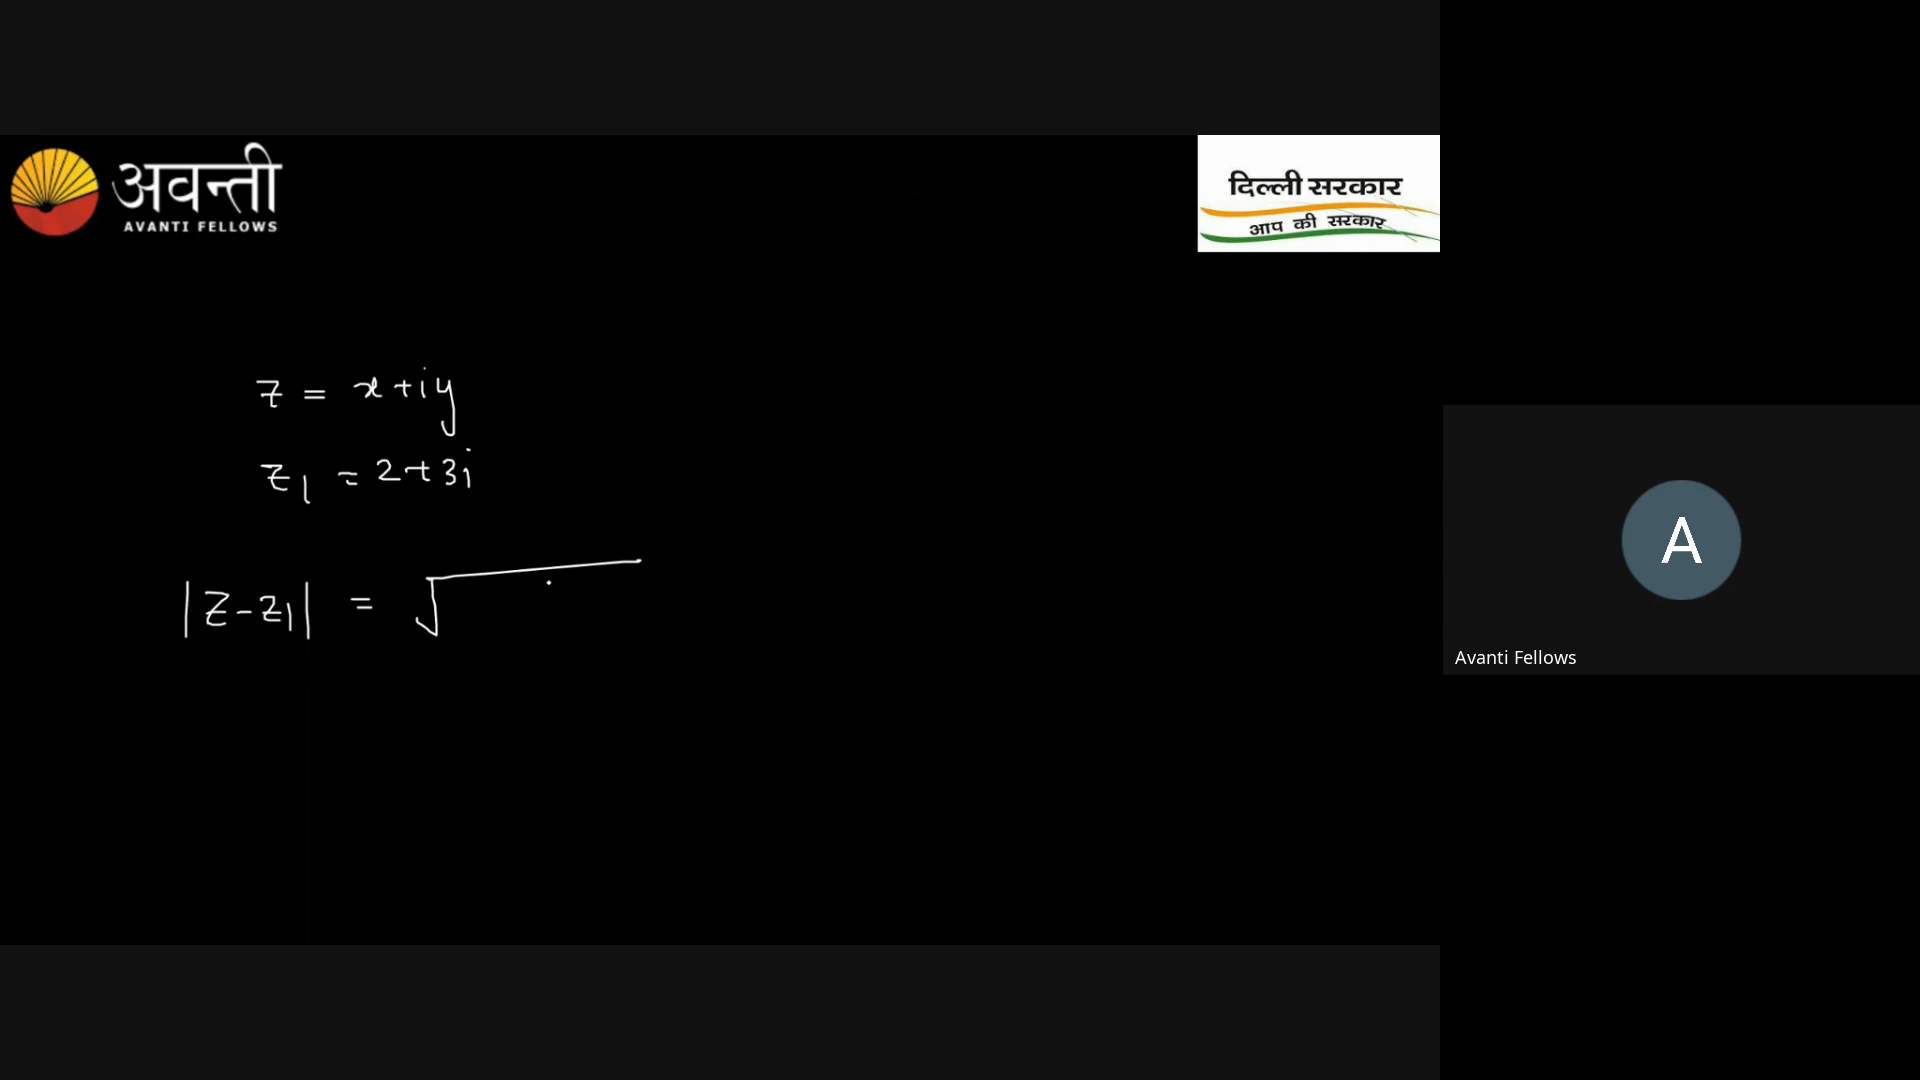 अवन्ती
AVANTI FELLOWS
दिल्ली सरकार
आप की सरकार
z = x+iy
z1 = 2+3i
|z-z1| = √
A
Avanti Fellows